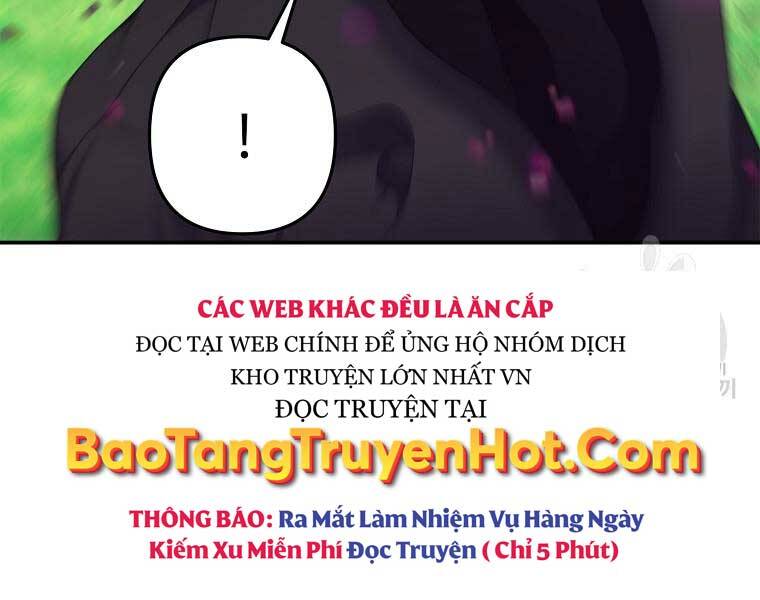 !
CÁC WEB KHÁC ĐỀU LÀ ĂN CẮP
ĐỌC TẠI WEB CHÍNH ĐỂ ỦNG HỘ NHÓM DỊCH
KHO TRUYỆN LỚN NHẤT VN
ĐỌC TRUYỆN TẠI
BaoTangTruyenHot.Com
THÔNG BÁO: Ra Mắt Làm Nhiệm Vụ Hàng Ngày
Kiếm Xu Miễn Phí Đọc Truyện ( Chỉ 5 Phút)